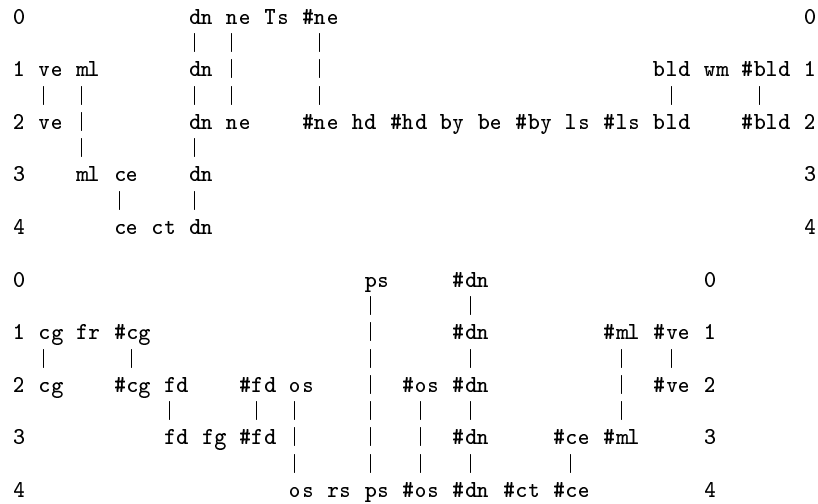 0 dn ne Ts #ne 0
| | |
1 ve ml dn | | bld wm #bld 1
| | | | | | |
2 ve | dn ne #ne hd #hd by be #by ls #ls bld #bld 2
| |
3 ml ce dn 3
| |
4 ce ct dn 4
0 ps #dn 0
| |
1 cg fr #cg | #dn #ml #ve 1
| | | | | |
2 cg #cg fd #fd os | #os #dn | #ve 2
| | | | | | |
3 fd fg #fd | | | #dn #ce #ml 3
| | | | |
4 os rs ps #os #dn #ct #ce 4